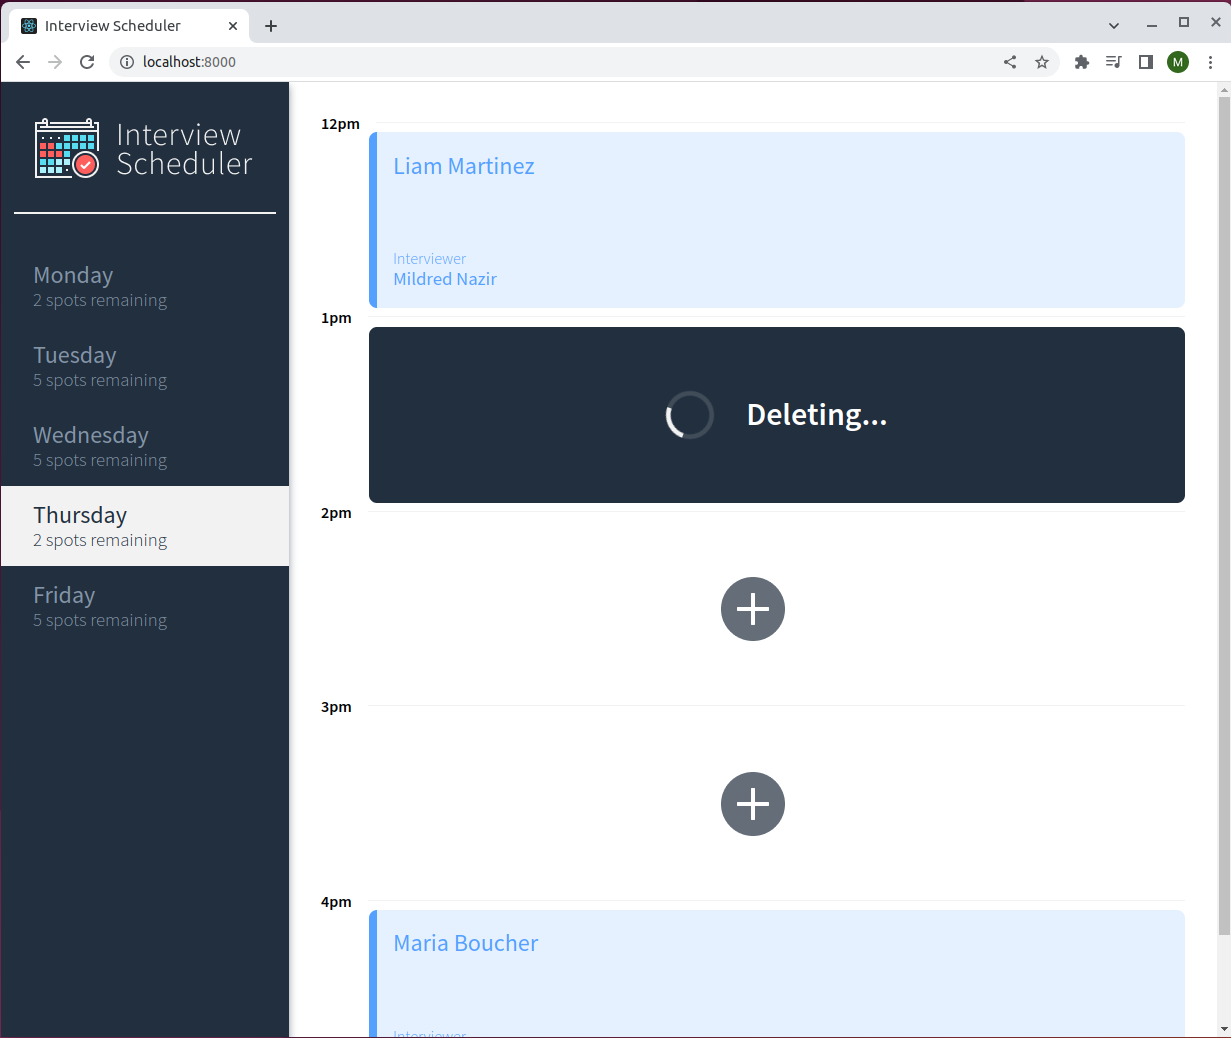 Interview Scheduler
localhost:8000
M
Interview
Scheduler
Monday
2 spots remaining
Tuesday
5 spots remaining
Wednesday
5 spots remaining
Thursday
2 spots remaining
Friday
5 spots remaining
12pm
Liam Martinez
Interviewer
Mildred Nazir
1pm
Deleting...
2pm
3pm
4pm
Maria Boucher
Interviewer